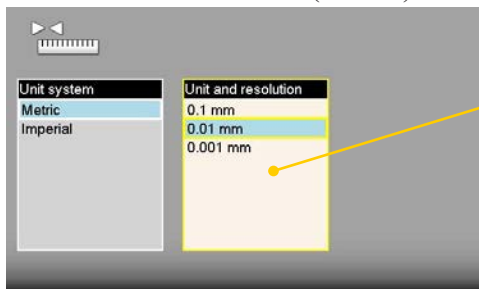 Unit system
Metric
Imperial
Unit and resolution
0.1 mm
0.01 mm
0.001 mm